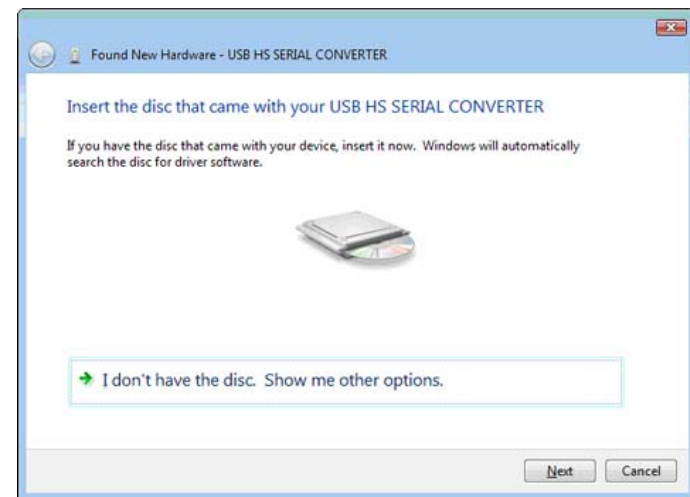 Found New Hardware - USB HS SERIAL CONVERTER
Insert the disc that came with your USB HS SERIAL CONVERTER
If you have the disc that came with your device, insert it now.  Windows will automatically
search the disc for driver software.
I don't have the disc.  Show me other options.
Next
Cancel